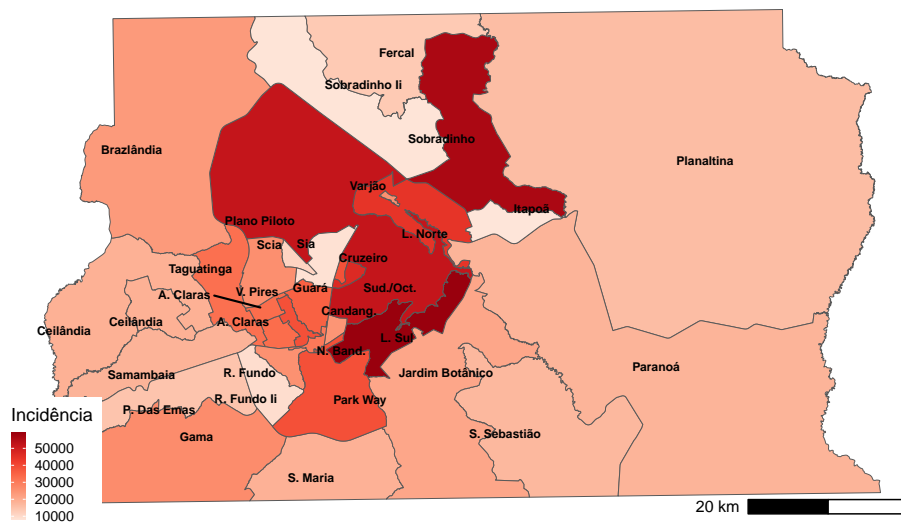 Fercal
Sobradinho Ii
Sobradinho
Brazlândia
Planaltina
Varjão
Itapoã
Plano Piloto
L. Norte
Scia
Sia
Cruzeiro
Taguatinga
Guará
V. Pires
Sud./Oct.
A. Claras
Candang.
Ceilândia
Ceilândia
A. Claras
L. Sul
N. Band.
Samambaia
R. Fundo
Jardim Botânico
Paranoá
R. Fundo Ii
Park Way
P. Das Emas
Gama
S. Sebastião
S. Maria
Incidência
50000
40000
30000
20000
10000
20 km